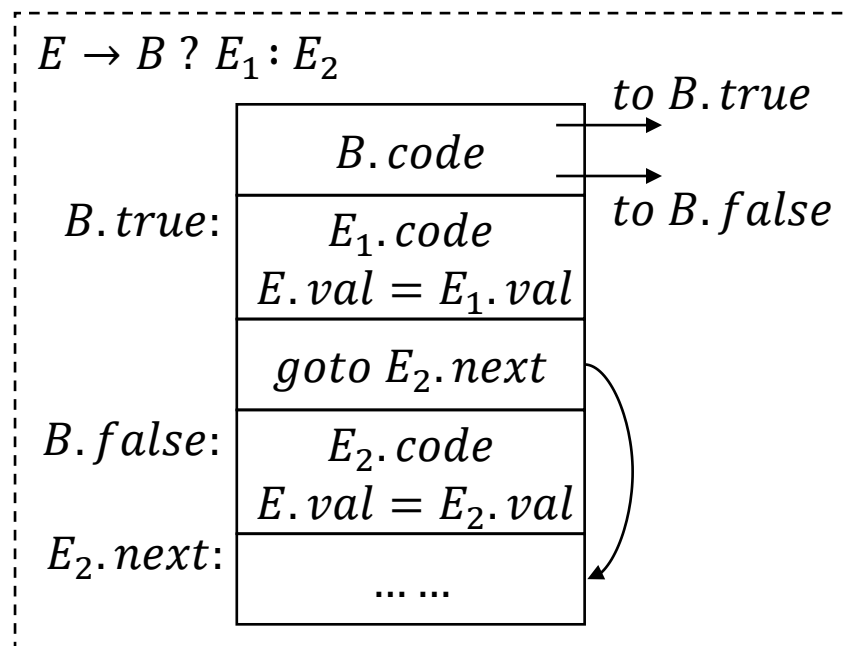 E → B ? E₁ : E₂
to B.true
B.code
to B.false
B.true:
E₁.code
E.val = E₁.val
goto E₂.next
B.false:
E₂.code
E.val = E₂.val
E₂.next:
... ...